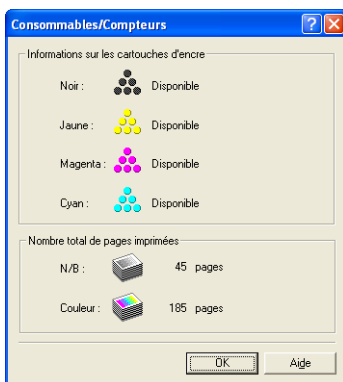 Consommables/Compteurs
Informations sur les cartouches d'encre
Noir : Disponible
Jaune : Disponible
Magenta : Disponible
Cyan : Disponible
Nombre total de pages imprimées
N/B : 45 pages
Couleur : 185 pages
OK Aide